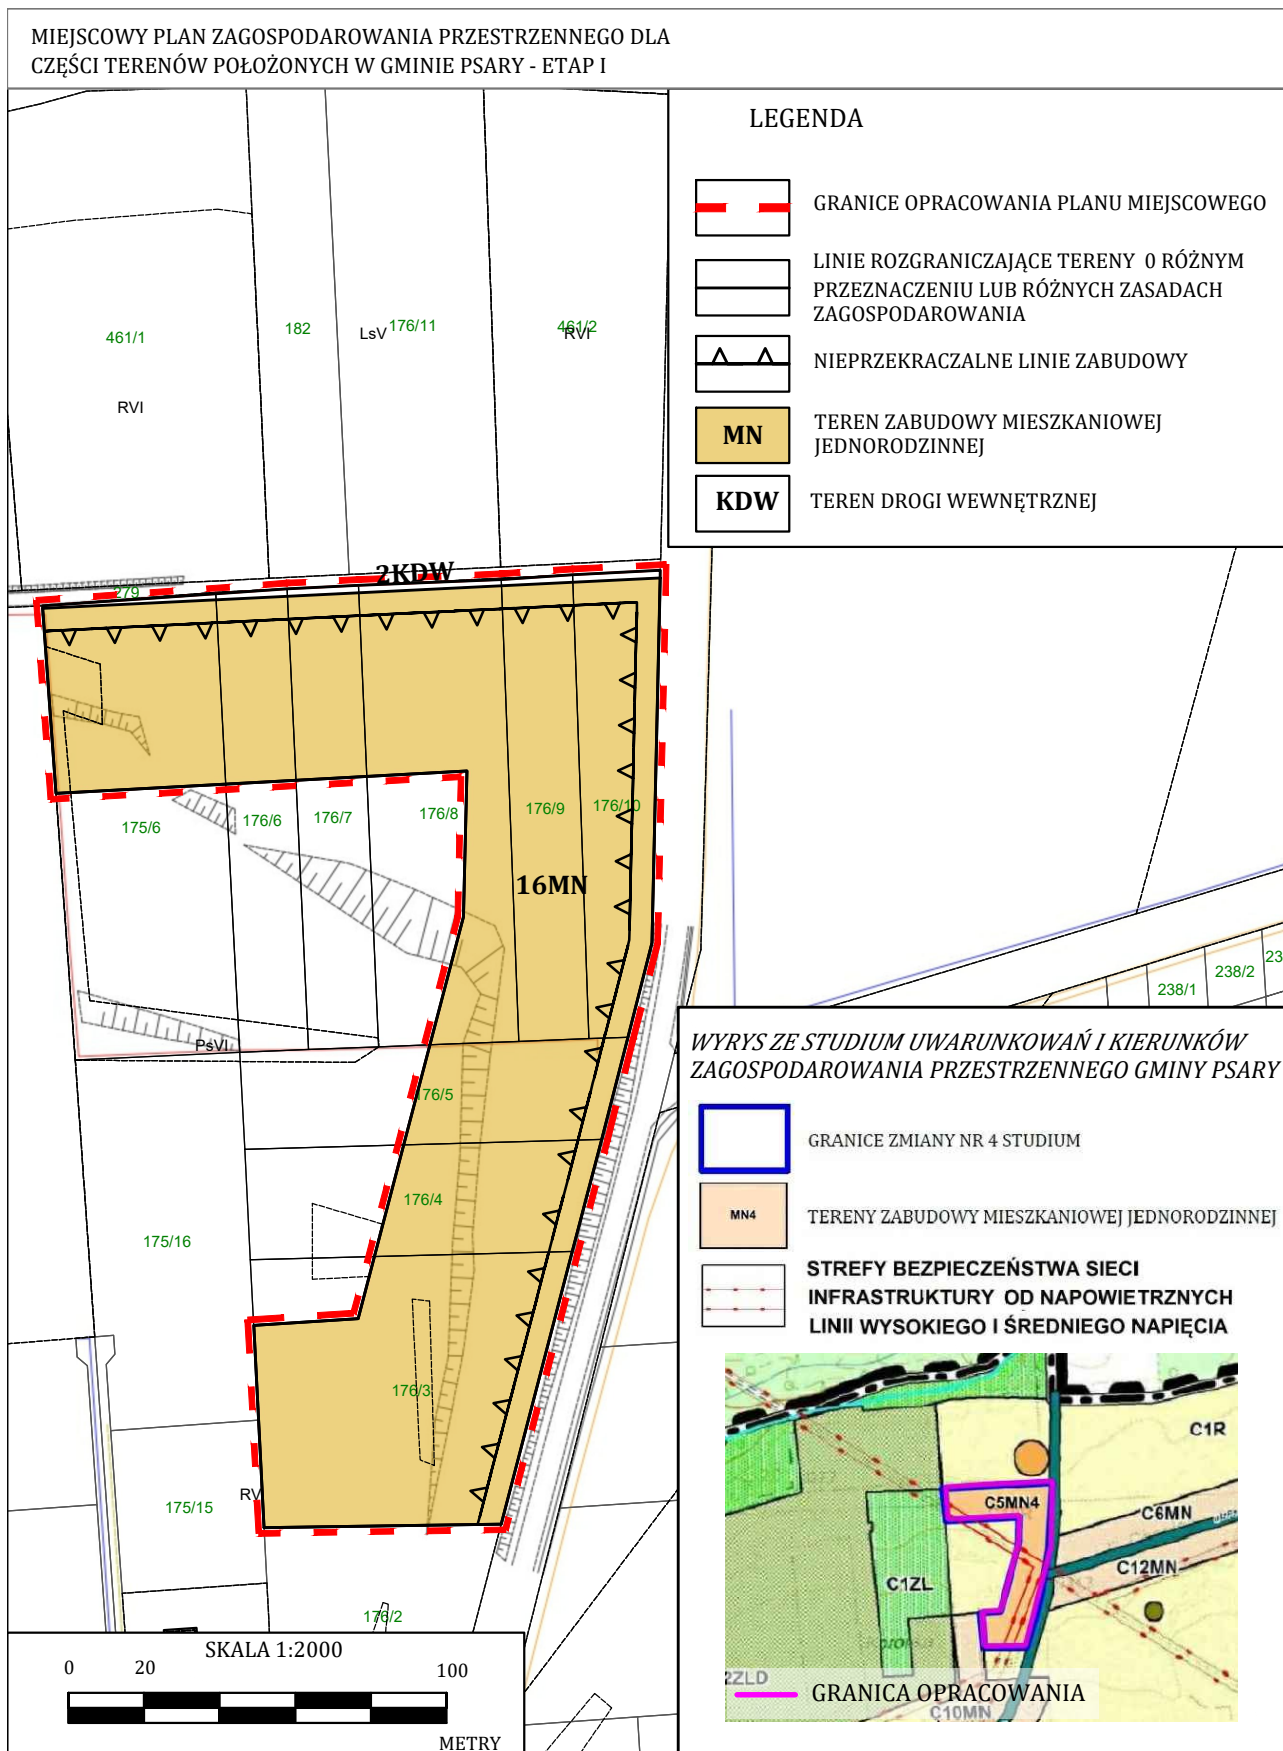 MIEJSCOWY PLAN ZAGOSPODAROWANIA PRZESTRZENNEGO DLA
CZĘŚCI TERENÓW POŁOŻONYCH W GMINIE PSARY - ETAP I
LEGENDA
GRANICE OPRACOWANIA PLANU MIEJSCOWEGO
LINIE ROZGRANICZAJĄCE TERENY 0 RÓŻNYM
PRZEZNACZENIU LUB RÓŻNYCH ZASADACH
ZAGOSPODAROWANIA
NIEPRZEKRACZALNE LINIE ZABUDOWY
MN
TEREN ZABUDOWY MIESZKANIOWEJ
JEDNORODZINNEJ
KDW
TEREN DROGI WEWNĘTRZNEJ
461/1
182
LsV
176/11
461/2
RVI
RVI
2KDW
279
175/6
176/6
176/7
176/8
176/9
176/10
16MN
PsVI
176/5
176/4
175/16
176/3
RV
175/15
176/2
238/1
238/2
23
WYRYS ZE STUDIUM UWARUNKOWAŃ I KIERUNKÓW
ZAGOSPODAROWANIA PRZESTRZENNEGO GMINY PSARY
GRANICE ZMIANY NR 4 STUDIUM
MN4
TERENY ZABUDOWY MIESZKANIOWEJ JEDNORODZINNEJ
STREFY BEZPIECZEŃSTWA SIECI
INFRASTRUKTURY OD NAPOWIETRZNYCH
LINII WYSOKIEGO I ŚREDNIEGO NAPIĘCIA
C1R
C5MN4
C6MN
C12MN
C1ZL
2ZLD
GRANICA OPRACOWANIA
C10MN
SKALA 1:2000
0 20 100
METRY